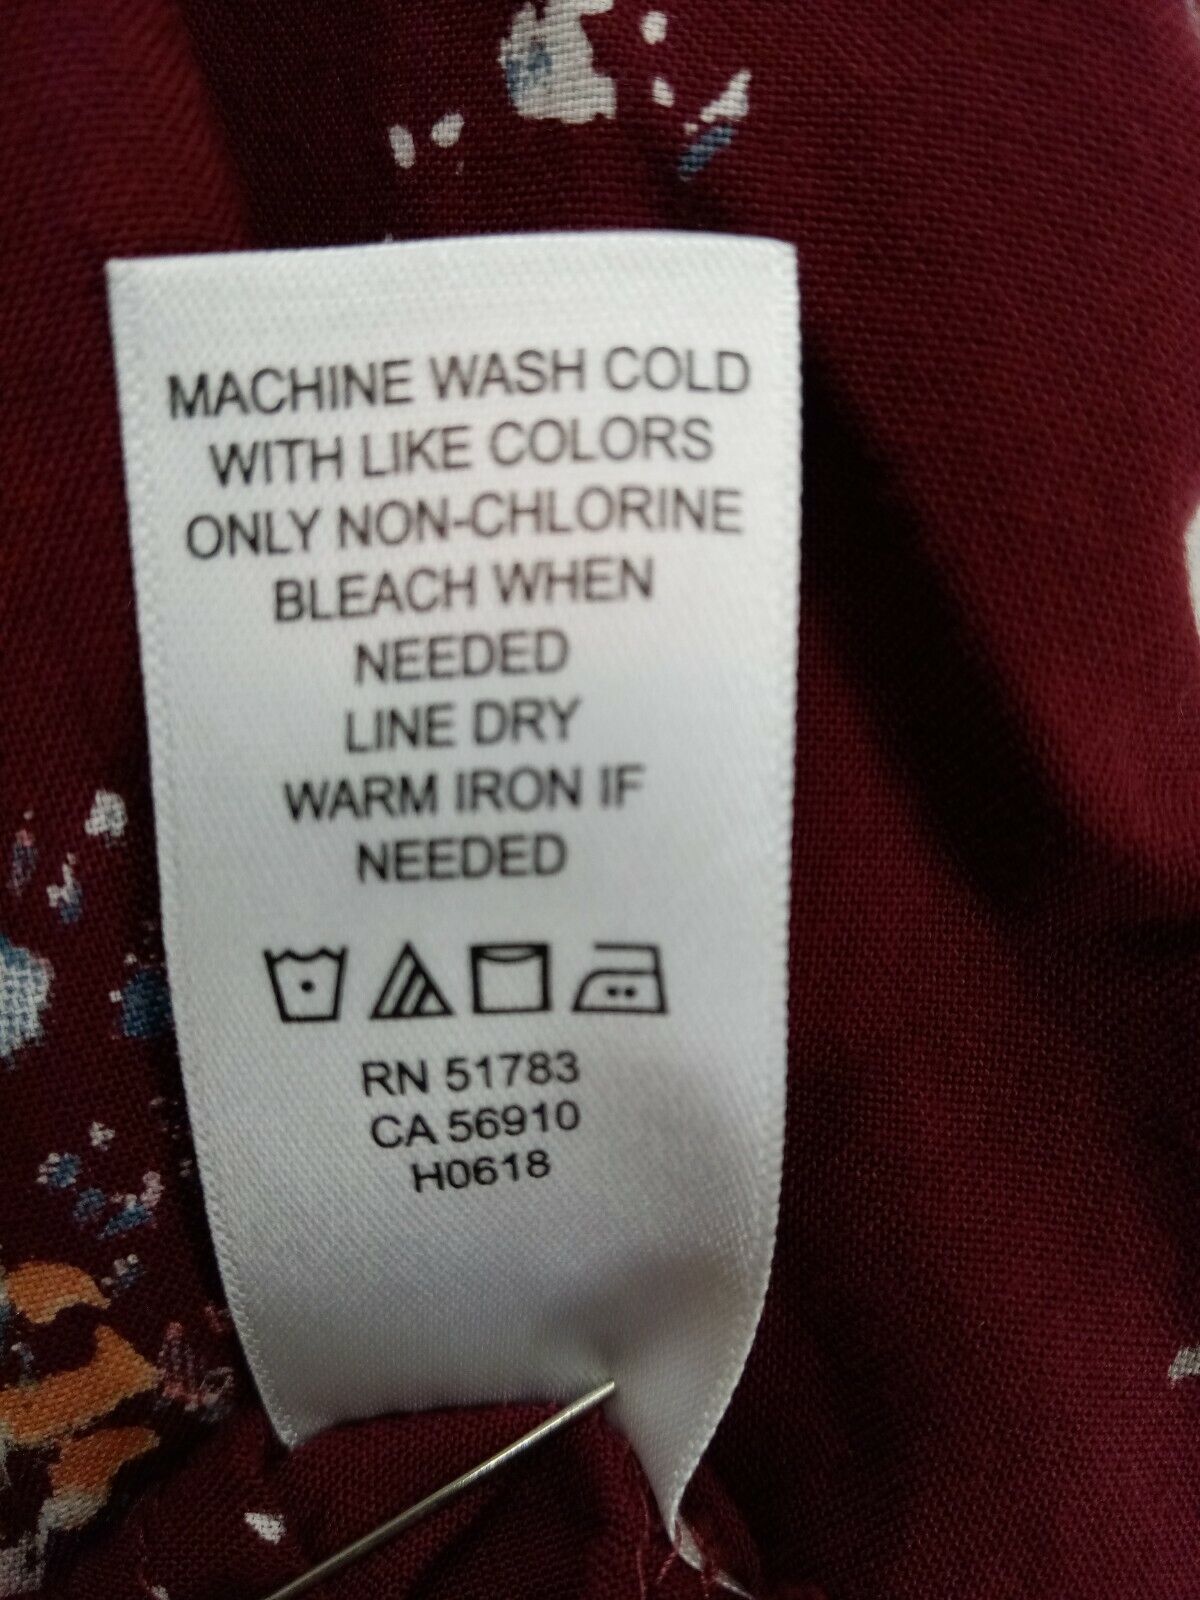 MACHINE WASH COLD
WITH LIKE COLORS
ONLY NON-CHLORINE
BLEACH WHEN
NEEDED
LINE DRY
WARM IRON IF
NEEDED
RN 51783
CA 56910
H0618